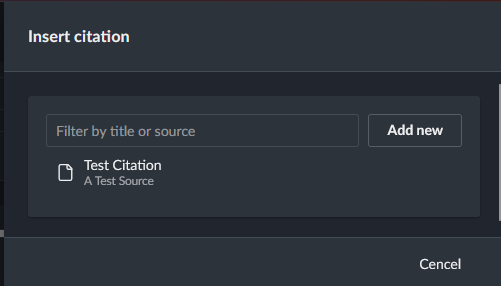 Insert citation
Filter by title or source
Add new
Test Citation
A Test Source
Cencel